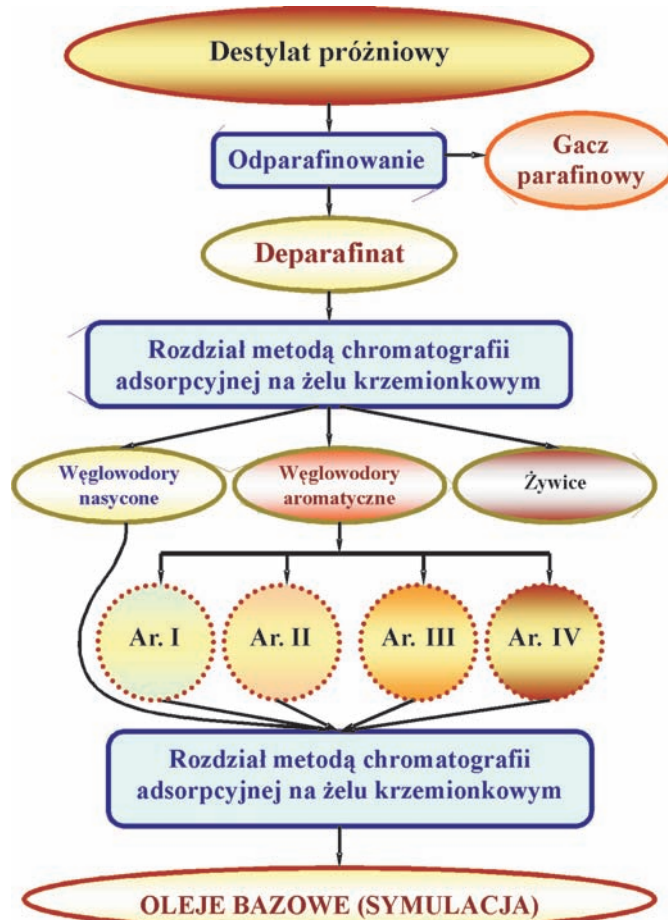 Destylat próżniowy
Odparafinowanie
Gacz
parafinowy
Deparafinat
Rozdział metodą chromatografii
adsorpcyjnej na żelu krzemionkowym
Węglowodory
nasycone
Węglowodory
aromatyczne
Żywice
Ar. I
Ar. II
Ar. III
Ar. IV
Rozdział metodą chromatografii
adsorpcyjnej na żelu krzemionkowym
OLEJE BAZOWE (SYMULACJA)